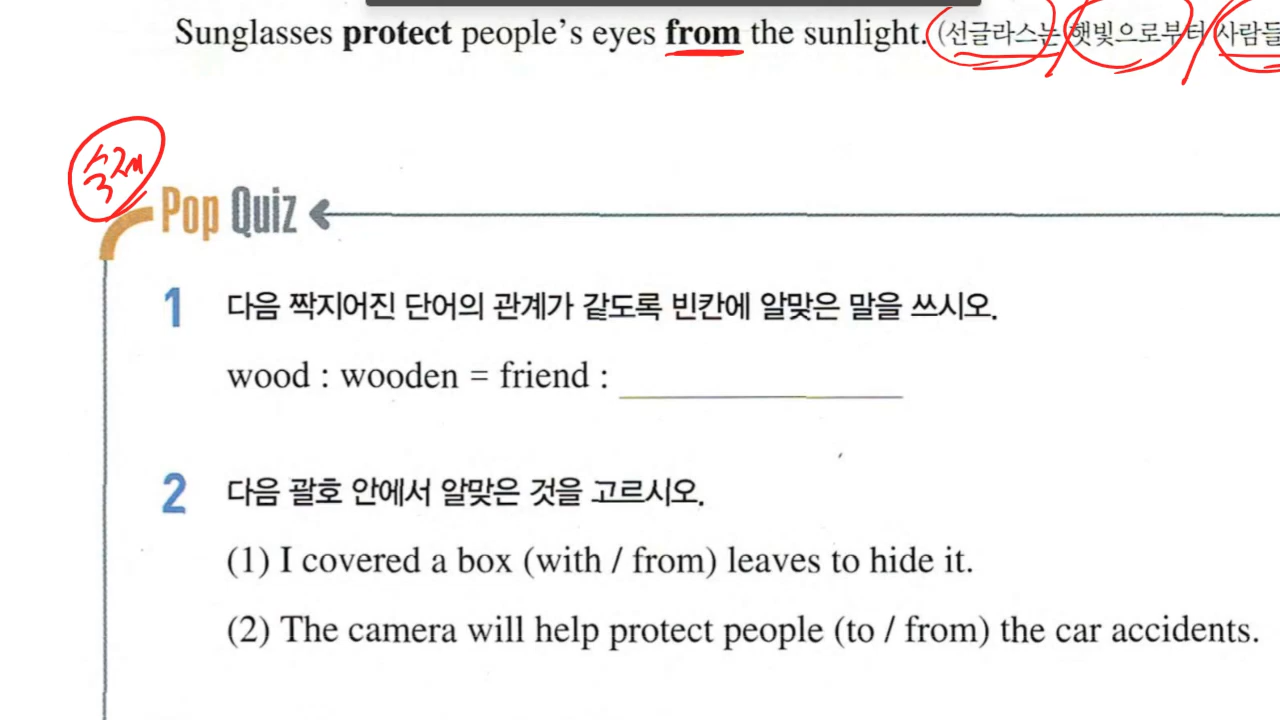 Sunglasses protect people's eyes from the sunlight. (선글라스는 햇빛으로부터 사람들
숙제
Pop Quiz
1 다음 짝지어진 단어의 관계가 같도록 빈칸에 알맞은 말을 쓰시오.
wood : wooden = friend :
2 다음 괄호 안에서 알맞은 것을 고르시오.
(1) I covered a box (with / from) leaves to hide it.
(2) The camera will help protect people (to / from) the car accidents.